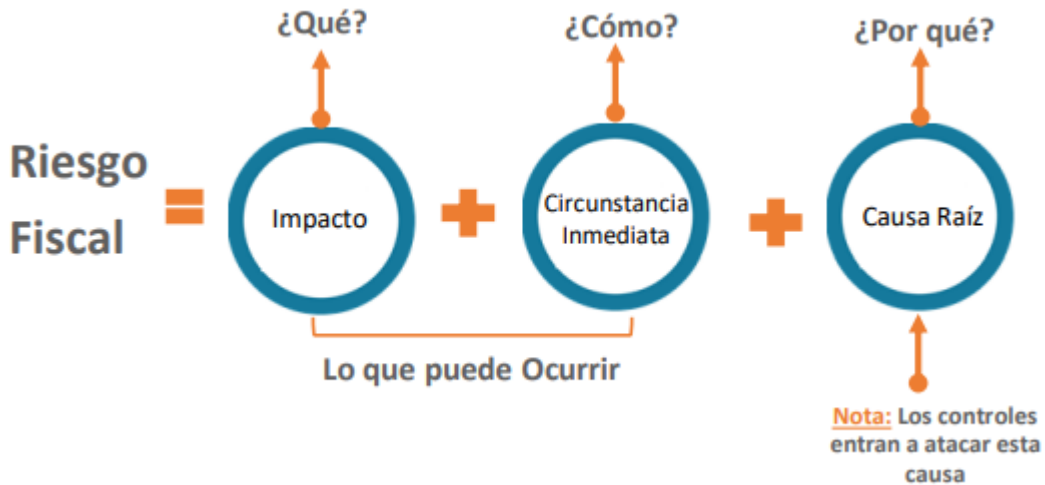 ¿Qué?
¿Cómo?
¿Por qué?
Riesgo
Fiscal
=
Impacto
+
Circunstancia
Inmediata
+
Causa Raíz
Lo que puede Ocurrir
Nota: Los controles
entran a atacar esta
causa